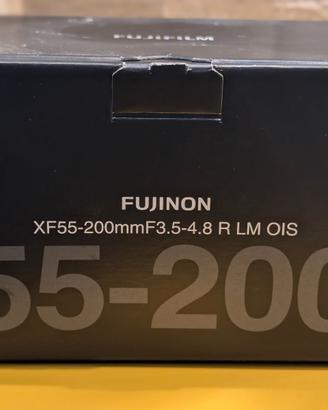 FUJIFILM
FUJINON
XF55-200mmF3.5-4.8 R LM OIS
55-200